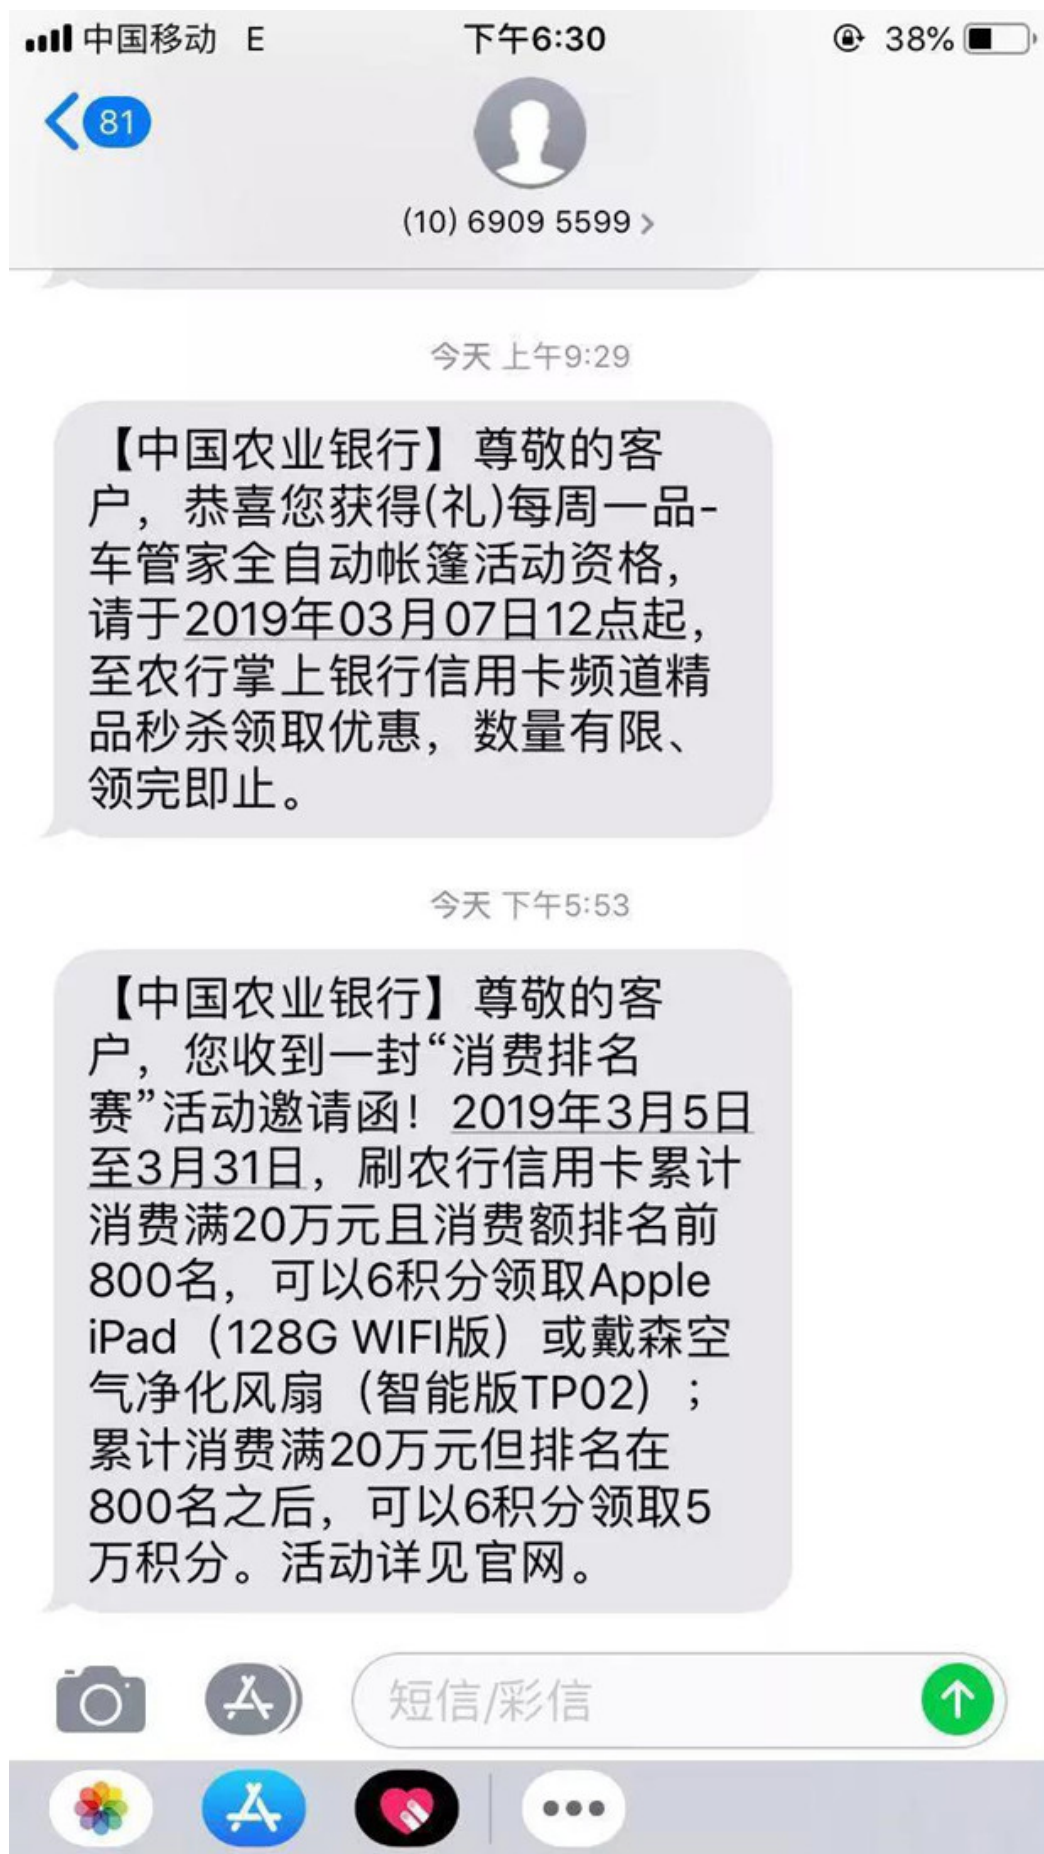 中国移动 E 下午6:30 38%
81
(10) 6909 5599
今天 上午9:29
【中国农业银行】尊敬的客
户，恭喜您获得(礼)每周一品-
车管家全自动帐篷活动资格，
请于2019年03月07日12点起，
至农行掌上银行信用卡频道精
品秒杀领取优惠，数量有限、
领完即止。
今天 下午5:53
【中国农业银行】尊敬的客
户，您收到一封“消费排名
赛”活动邀请函！2019年3月5日
至3月31日，刷农行信用卡累计
消费满20万元且消费额排名前
800名，可以6积分领取Apple
iPad（128G WIFI版）或戴森空
气净化风扇（智能版TP02）；
累计消费满20万元但排名在
800名之后，可以6积分领取5
万积分。活动详见官网。
短信/彩信